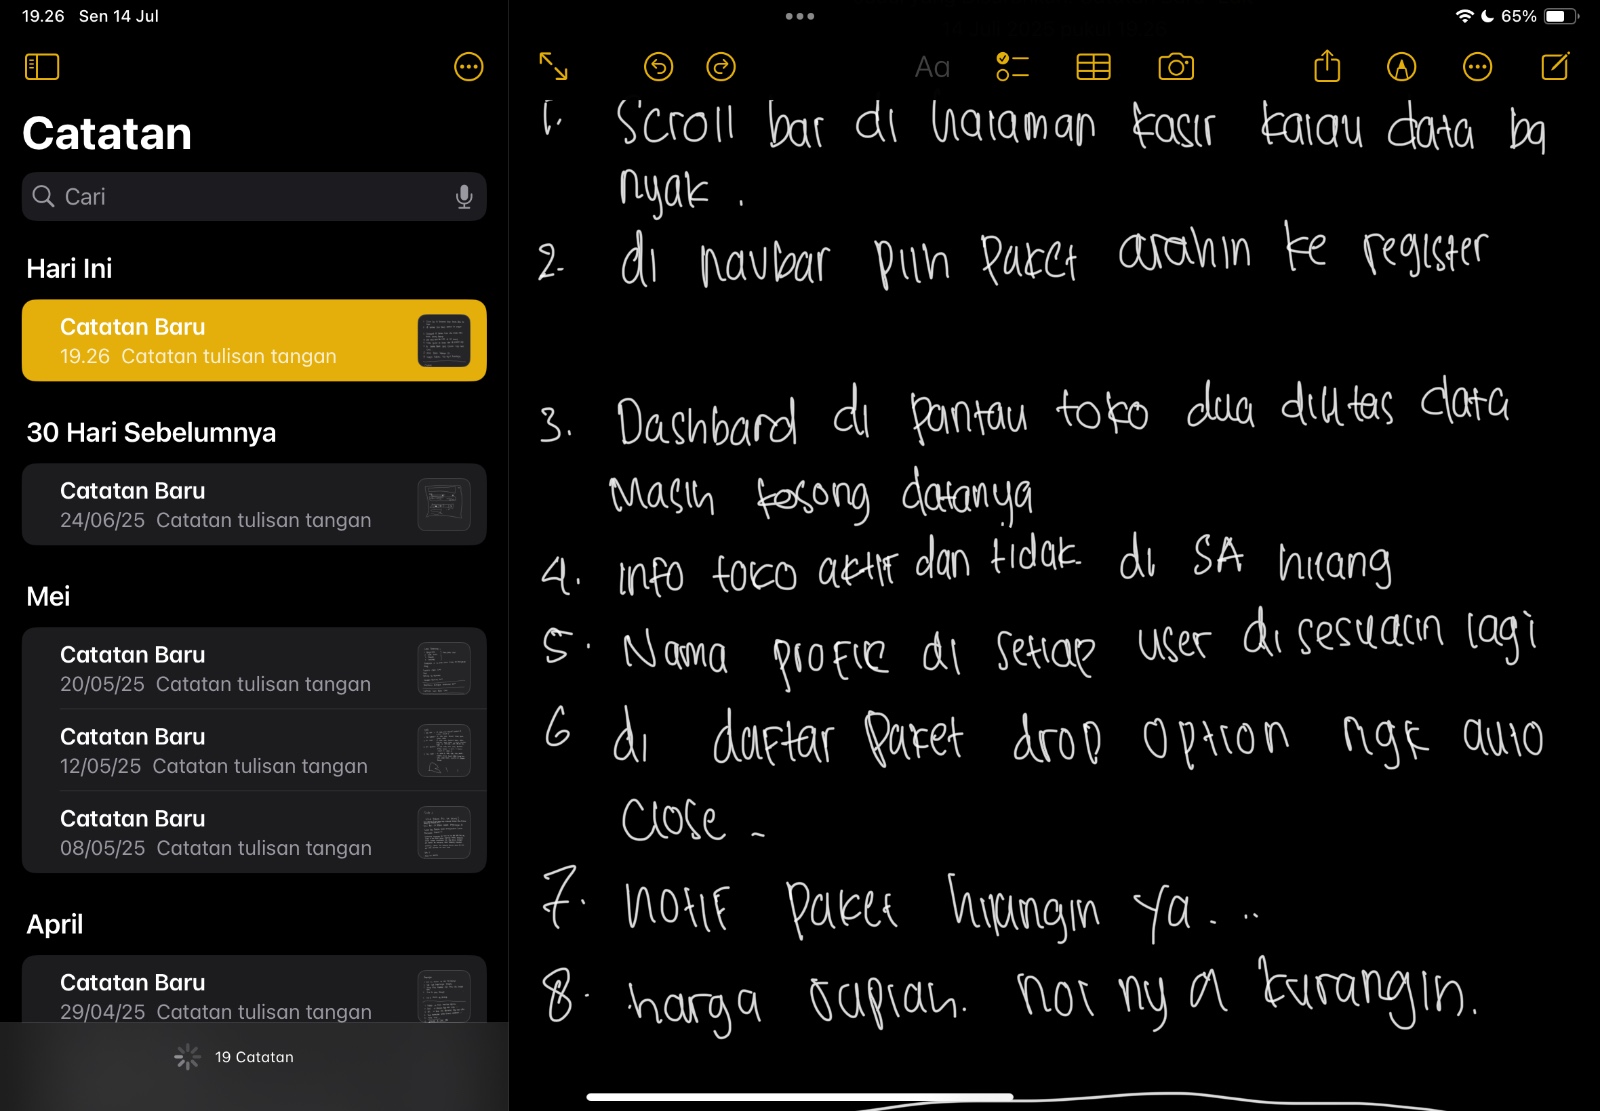 19.26 Sen 14 Jul
65%
Catatan
Cari
Hari Ini
Catatan Baru
19.26 Catatan tulisan tangan
30 Hari Sebelumnya
Catatan Baru
24/06/25 Catatan tulisan tangan
Mei
Catatan Baru
20/05/25 Catatan tulisan tangan
Catatan Baru
12/05/25 Catatan tulisan tangan
Catatan Baru
08/05/25 Catatan tulisan tangan
April
Catatan Baru
29/04/25 Catatan tulisan tangan
19 Catatan
Aa
1. Scroll bar di halaman kasir kalau data ba
nyak.
2. di navbar pilih paket arahin ke register
3. Dashbard di pantau toko dua diutas data
Masih kosong datanya
4. info toko aktif dan tidak di SA hilang
5. Nama profile di setiap user di sesuaiin lagi
6 di daftar paket drop option ngk auto
close -
7. notif paket hilangin ya...
8. harga rupiah. nol nya kurangin.